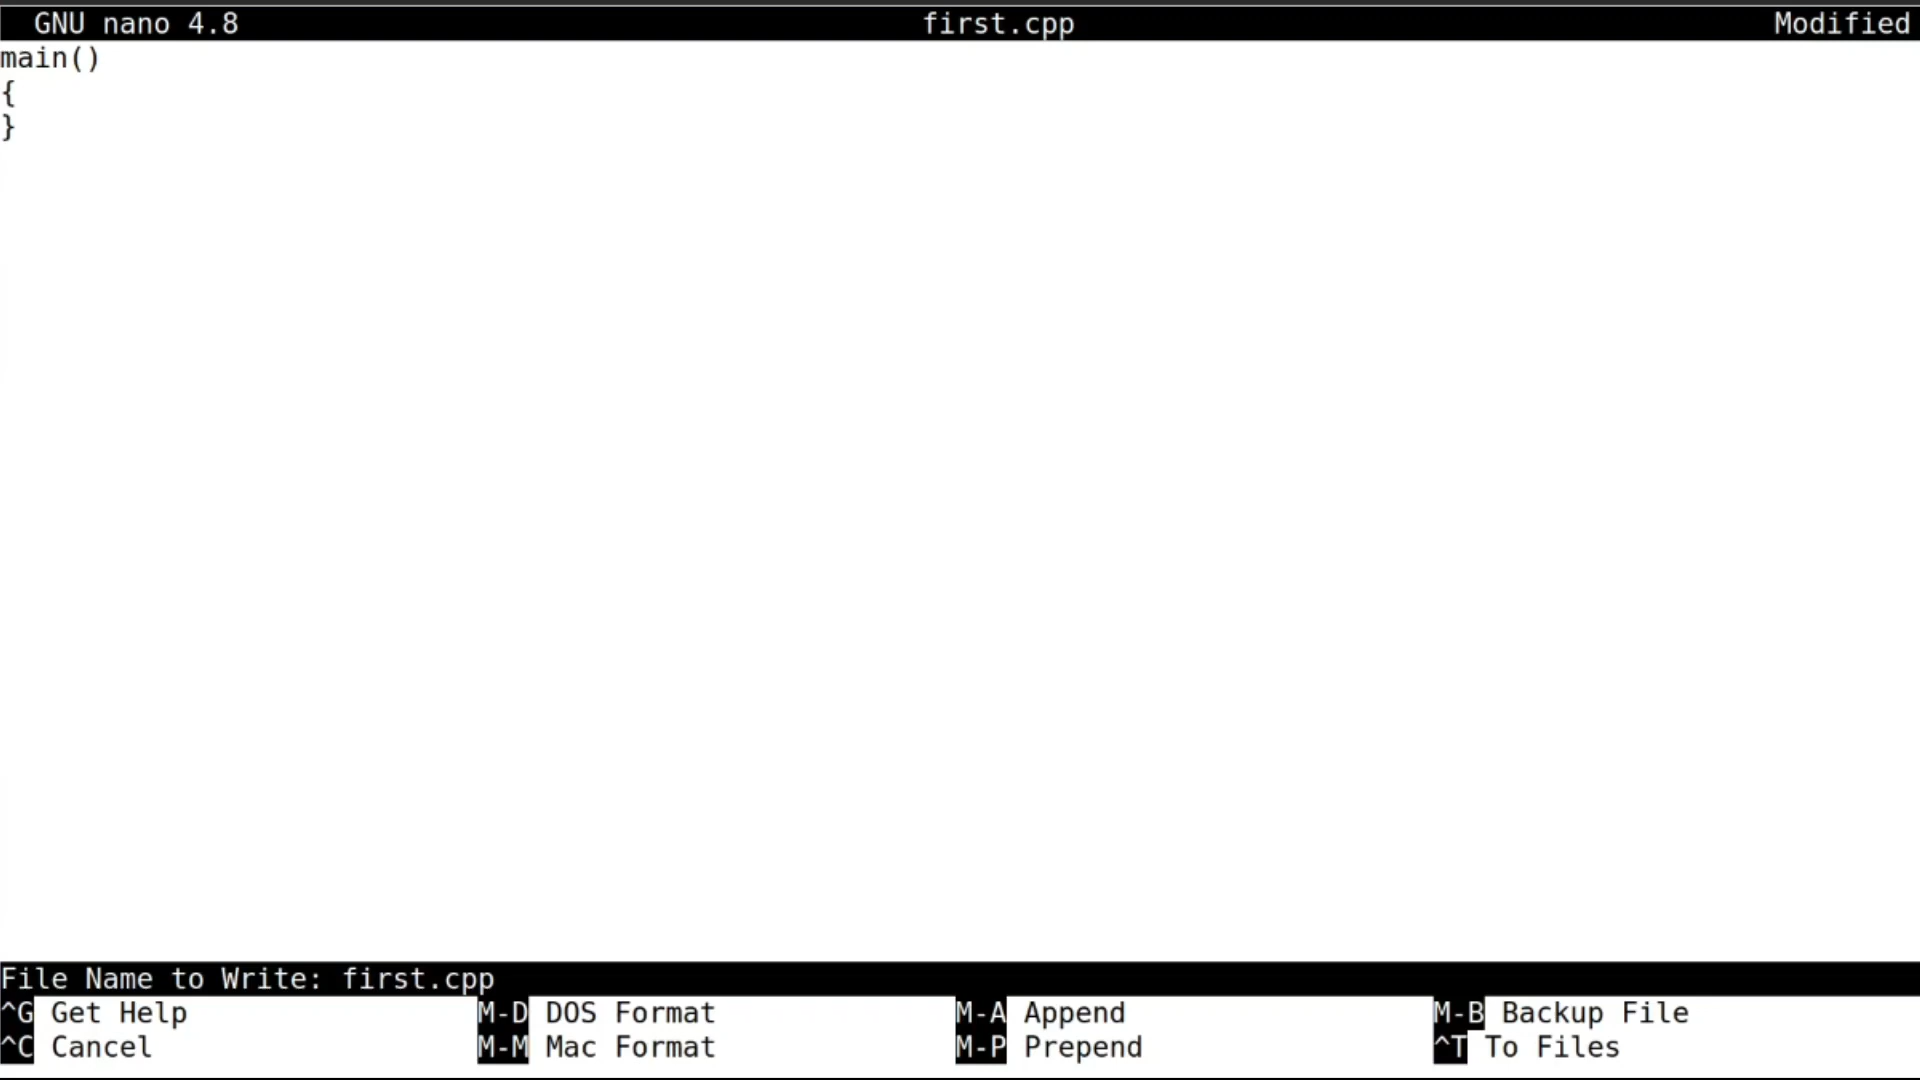 GNU nano 4.8 first.cpp Modified
main()
{
}
File Name to Write: first.cpp
^G Get Help M-D DOS Format M-A Append M-B Backup File
^C Cancel M-M Mac Format M-P Prepend ^T To Files